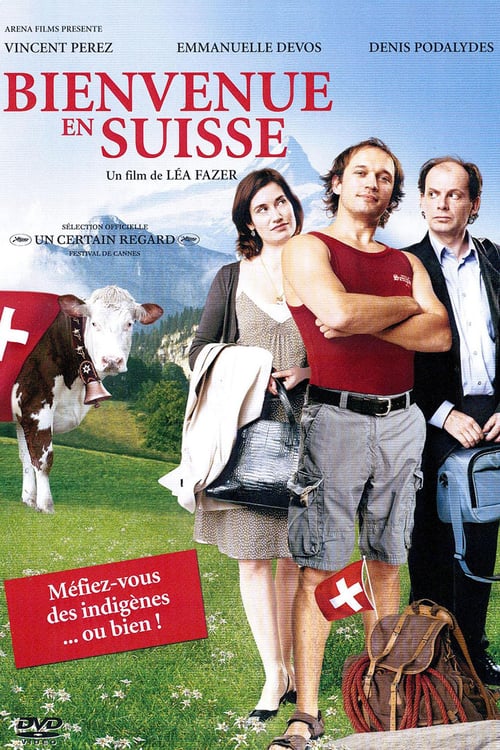 ARENA FILMS PRESENTE
VINCENT PEREZ EMMANUELLE DEVOS DENIS PODALYDES
BIENVENUE
EN SUISSE
Un film de LÉA FAZER
SÉLECTION OFFICIELLE
UN CERTAIN REGARD
FESTIVAL DE CANNES
Méfiez-vous
des indigènes
... ou bien !
DVD
VIDEO